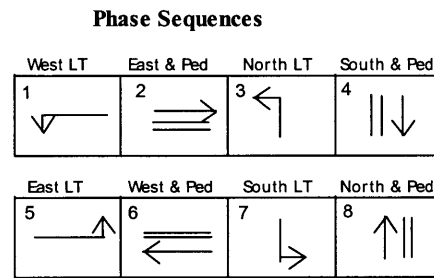 Phase Sequences
West LT East & Ped North LT South & Ped
1 2 3 4
East LT West & Ped South LT North & Ped
5 6 7 8